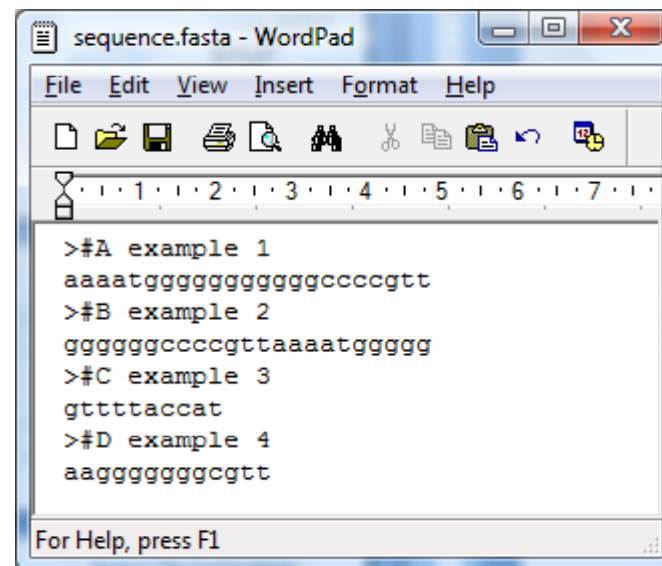 sequence.fasta - WordPad
File Edit View Insert Format Help
1 2 3 4 5 6 7
>#A example 1
aaaatgggggggggggccccgtt
>#B example 2
ggggggccccgttaaaatggggg
>#C example 3
gttttaccat
>#D example 4
aagggggggcgtt
For Help, press F1